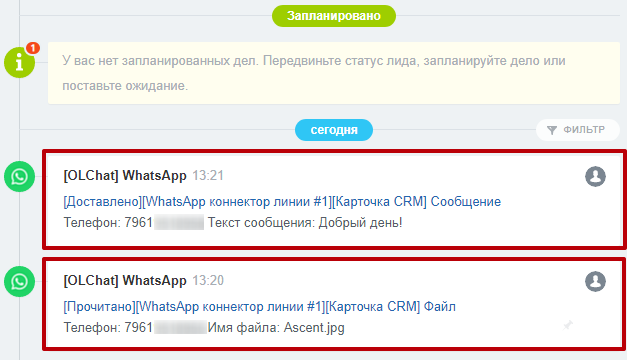 Запланировано
1
У вас нет запланированных дел. Передвиньте статус лида, запланируйте дело или
поставьте ожидание.
сегодня
ФИЛЬТР
[OLChat] WhatsApp 13:21
[Доставлено][WhatsApp коннектор линии #1][Карточка CRM] Сообщение
Телефон: 7961 Текст сообщения: Добрый день!
[OLChat] WhatsApp 13:20
[Прочитано][WhatsApp коннектор линии #1][Карточка CRM] Файл
Телефон: 7961 Имя файла: Ascent.jpg